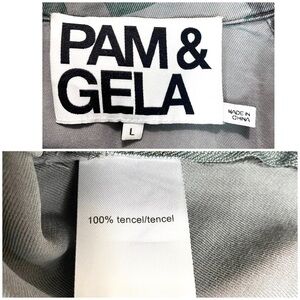 PAM &
GELA
L
MADE IN
CHINA
100% tencel/tencel